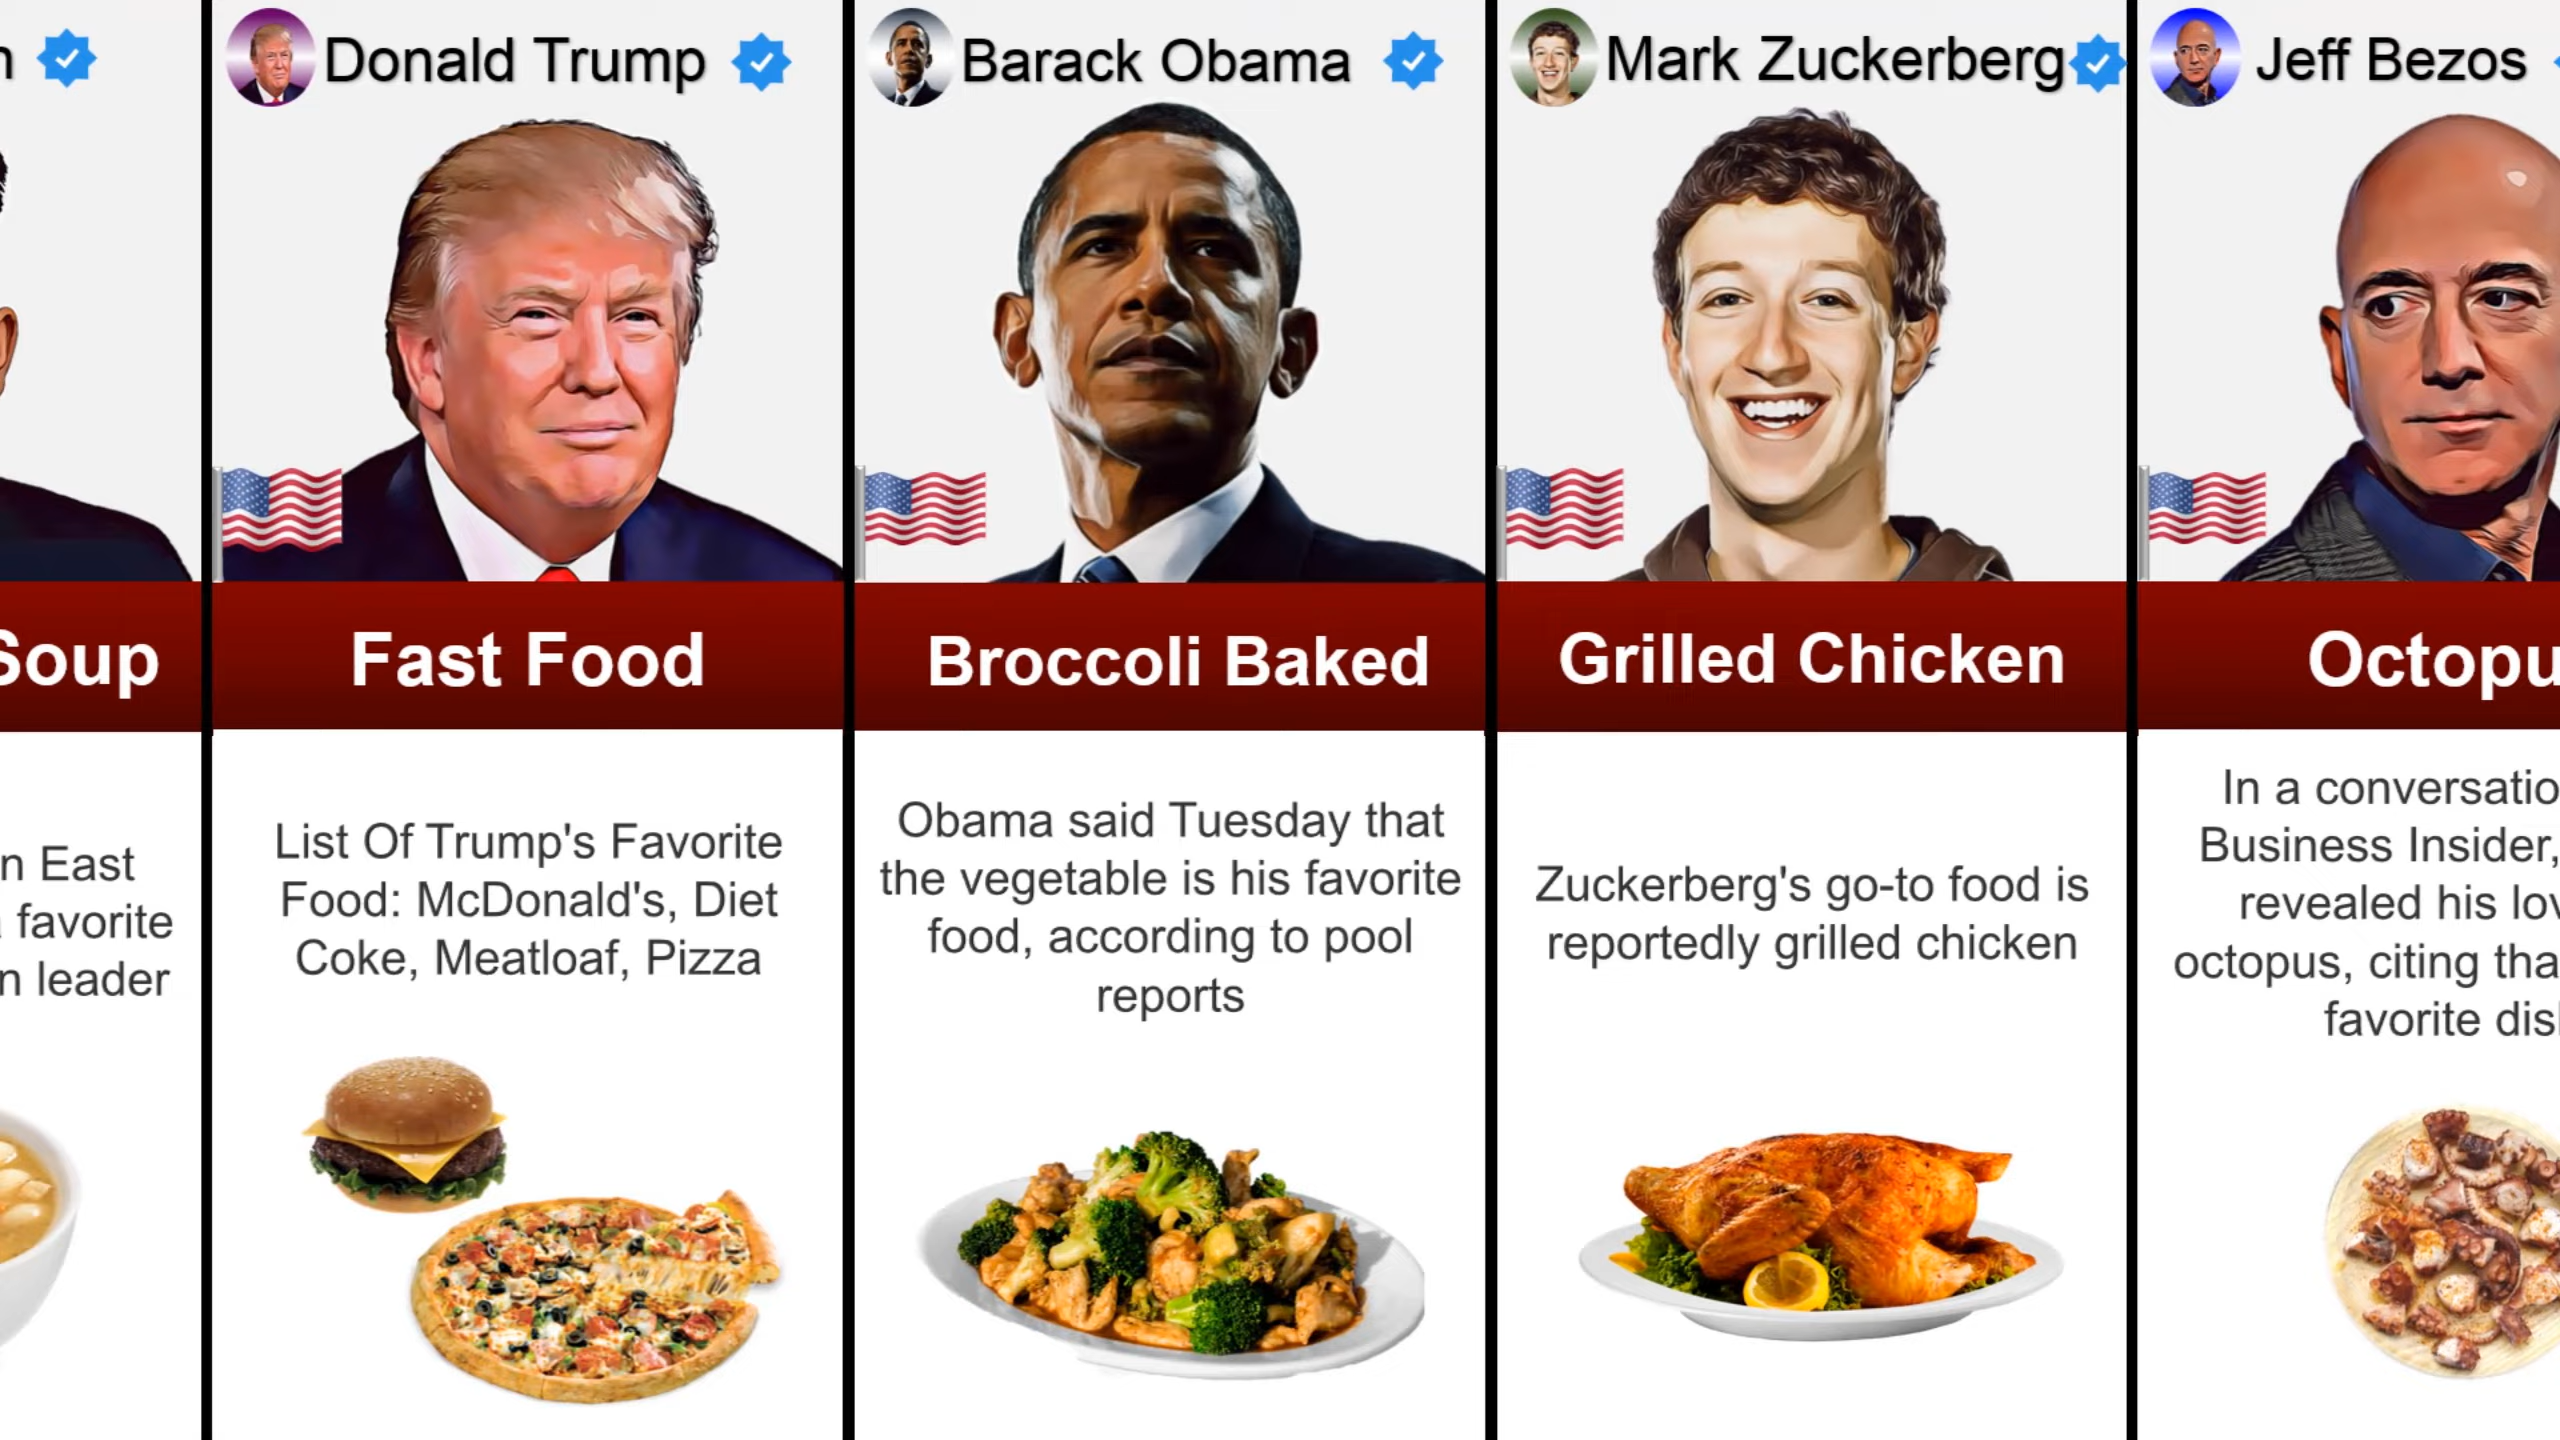 n
Soup
n East
favorite
n leader
Donald Trump
Fast Food
List Of Trump's Favorite
Food: McDonald's, Diet
Coke, Meatloaf, Pizza
Barack Obama
Broccoli Baked
Obama said Tuesday that
the vegetable is his favorite
food, according to pool
reports
Mark Zuckerberg
Grilled Chicken
Zuckerberg's go-to food is
reportedly grilled chicken
Jeff Bezos
Octopu
In a conversatio
Business Insider,
revealed his lov
octopus, citing tha
favorite dis